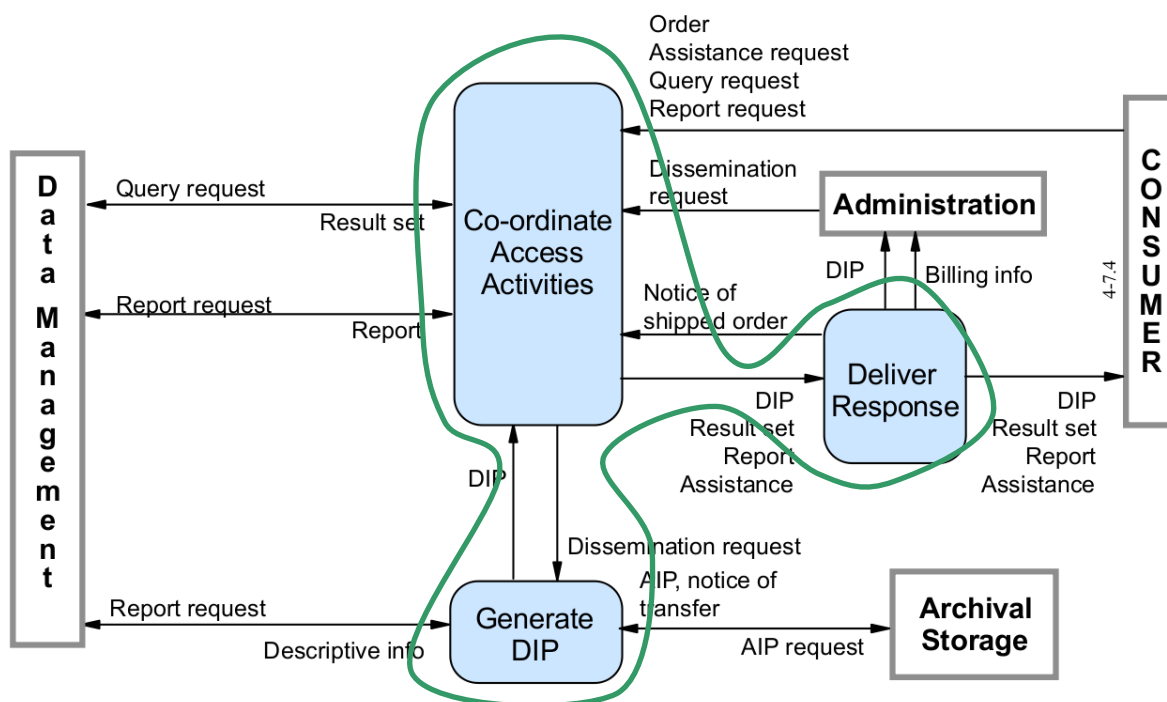 Order
Assistance request
Query request
Report request
Data Management
Query request
Result set
Co-ordinate
Access
Activities
Dissemination
request
Administration
CONSUMER
4-7.4
DIP
Billing info
Report request
Report
Notice of
shipped order
Deliver
Response
DIP
Result set
Report
Assistance
DIP
Result set
Report
Assistance
DIP
Dissemination request
Report request
Descriptive info
Generate
DIP
AIP, notice of
transfer
AIP request
Archival
Storage